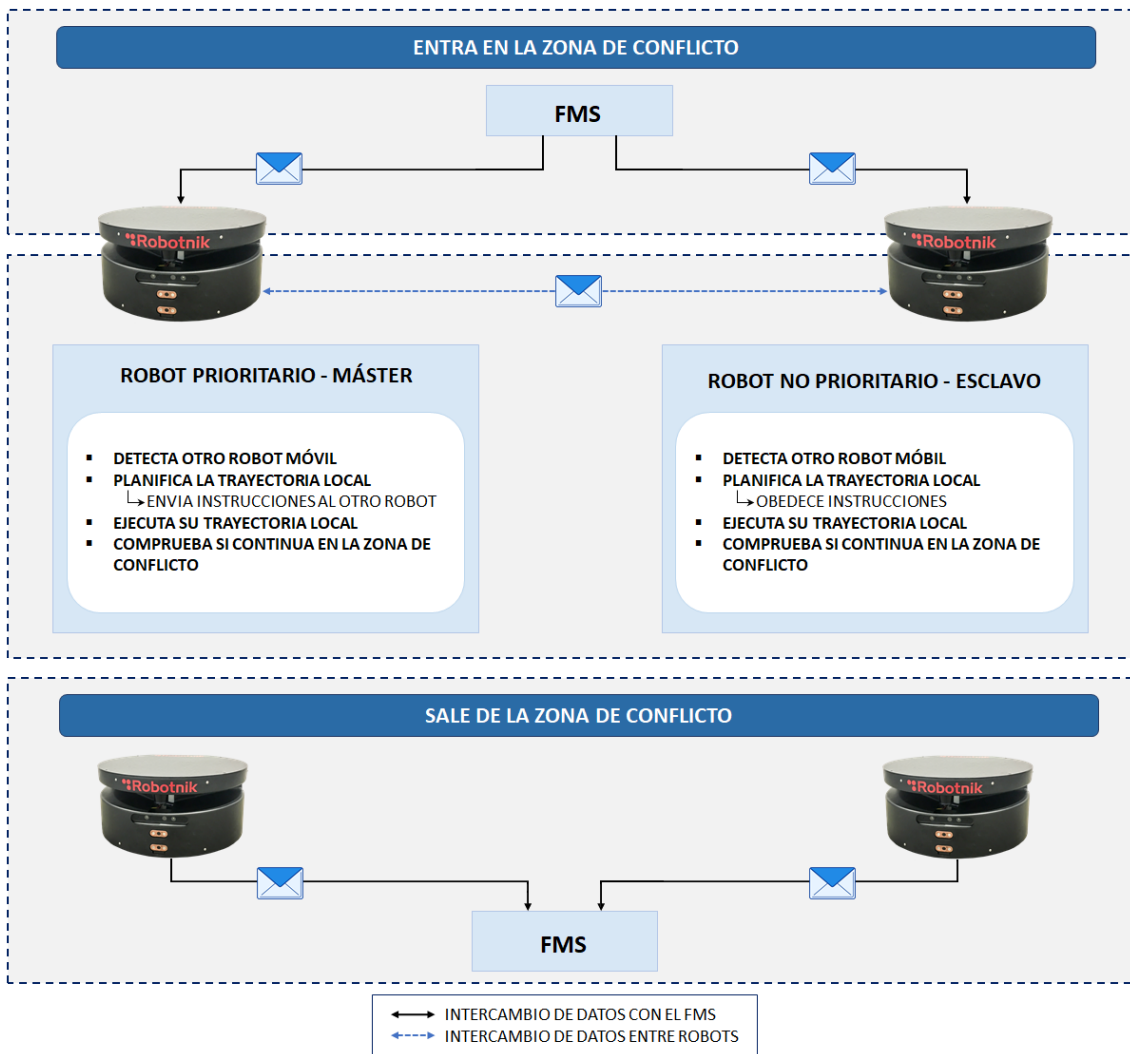 ENTRA EN LA ZONA DE CONFLICTO
FMS
Robotnik
Robotnik
ROBOT PRIORITARIO - MÁSTER
DETECTA OTRO ROBOT MÓVIL
PLANIFICA LA TRAYECTORIA LOCAL
ENVIA INSTRUCCIONES AL OTRO ROBOT
EJECUTA SU TRAYECTORIA LOCAL
COMPRUEBA SI CONTINUA EN LA ZONA DE
CONFLICTO
ROBOT NO PRIORITARIO - ESCLAVO
DETECTA OTRO ROBOT MÓBIL
PLANIFICA LA TRAYECTORIA LOCAL
OBEDECE INSTRUCCIONES
EJECUTA SU TRAYECTORIA LOCAL
COMPRUEBA SI CONTINUA EN LA ZONA DE
CONFLICTO
SALE DE LA ZONA DE CONFLICTO
Robotnik
Robotnik
FMS
INTERCAMBIO DE DATOS CON EL FMS
INTERCAMBIO DE DATOS ENTRE ROBOTS